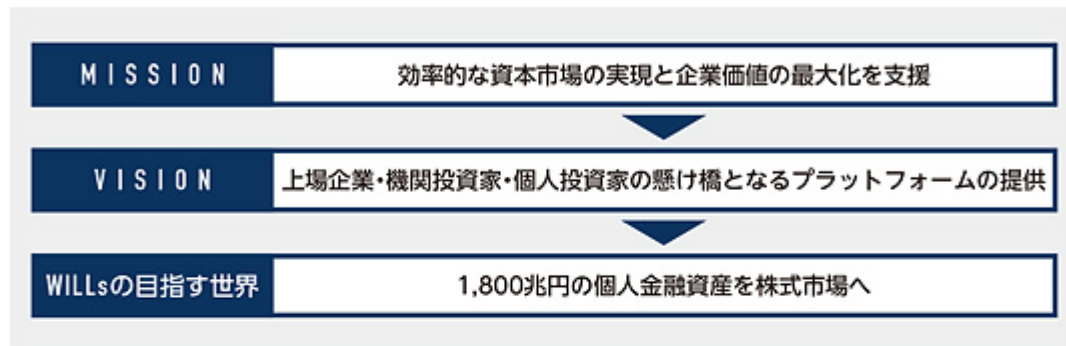 MISSION
効率的な資本市場の実現と企業価値の最大化を支援
VISION
上場企業・機関投資家・個人投資家の懸け橋となるプラットフォームの提供
WILLsの目指す世界
1,800兆円の個人金融資産を株式市場へ